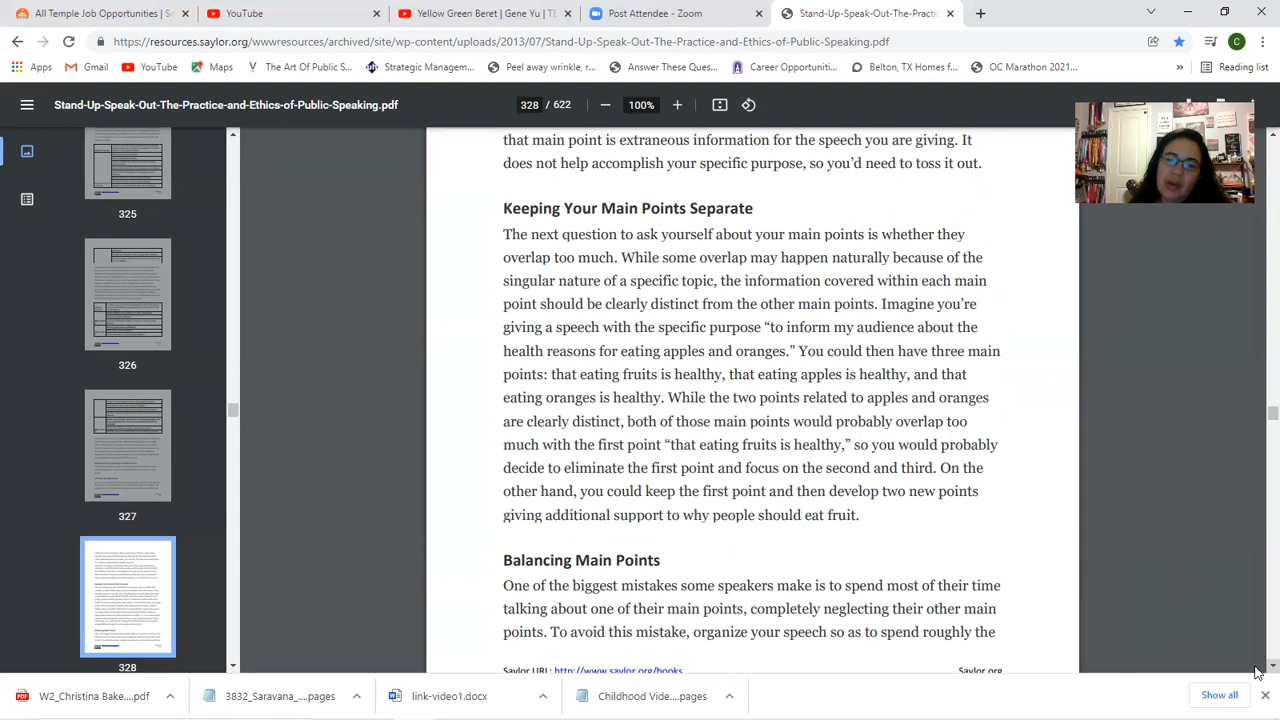 All Temple Job Opportunities | Si
YouTube
Yellow Green Beret | Gene Yu | TE
Post Attendee - Zoom
Stand-Up-Speak-Out-The-Practic
https://resources.saylor.org/wwwresources/archived/site/wp-content/uploads/2013/07/Stand-Up-Speak-Out-The-Practice-and-Ethics-of-Public-Speaking.pdf
C
Apps
Gmail
YouTube
Maps
The Art Of Public S...
Strategic Managem...
Peel away wrinkle, r...
Answer These Que...
Career Opportuniti...
Belton, TX Homes f...
OC Marathon 2021...
»
Reading list
Stand-Up-Speak-Out-The-Practice-and-Ethics-of-Public-Speaking.pdf
328 / 622
100%
325
326
327
328
that main point is extraneous information for the speech you are giving. It
does not help accomplish your specific purpose, so you’d need to toss it out.
Keeping Your Main Points Separate
The next question to ask yourself about your main points is whether they
overlap too much. While some overlap may happen naturally because of the
singular nature of a specific topic, the information covered within each main
point should be clearly distinct from the other main points. Imagine you’re
giving a speech with the specific purpose “to inform my audience about the
health reasons for eating apples and oranges.” You could then have three main
points: that eating fruits is healthy, that eating apples is healthy, and that
eating oranges is healthy. While the two points related to apples and oranges
are clearly distinct, both of those main points would probably overlap too
much with the first point “that eating fruits is healthy,” so you would probably
decide to eliminate the first point and focus on the second and third. On the
other hand, you could keep the first point and then develop two new points
giving additional support to why people should eat fruit.
Balancing Main Points
One of the biggest mistakes some speakers make is to spend most of their time
talking about one of their main points, completely neglecting their other main
points. To avoid this mistake, organize your speech so as to spend roughly the
Saylor URL: http://www.saylor.org/books
Saylor.org
W2_Christina Bake....pdf
3832_Saravana_....pages
link-video1.docx
Childhood Vide....pages
Show all